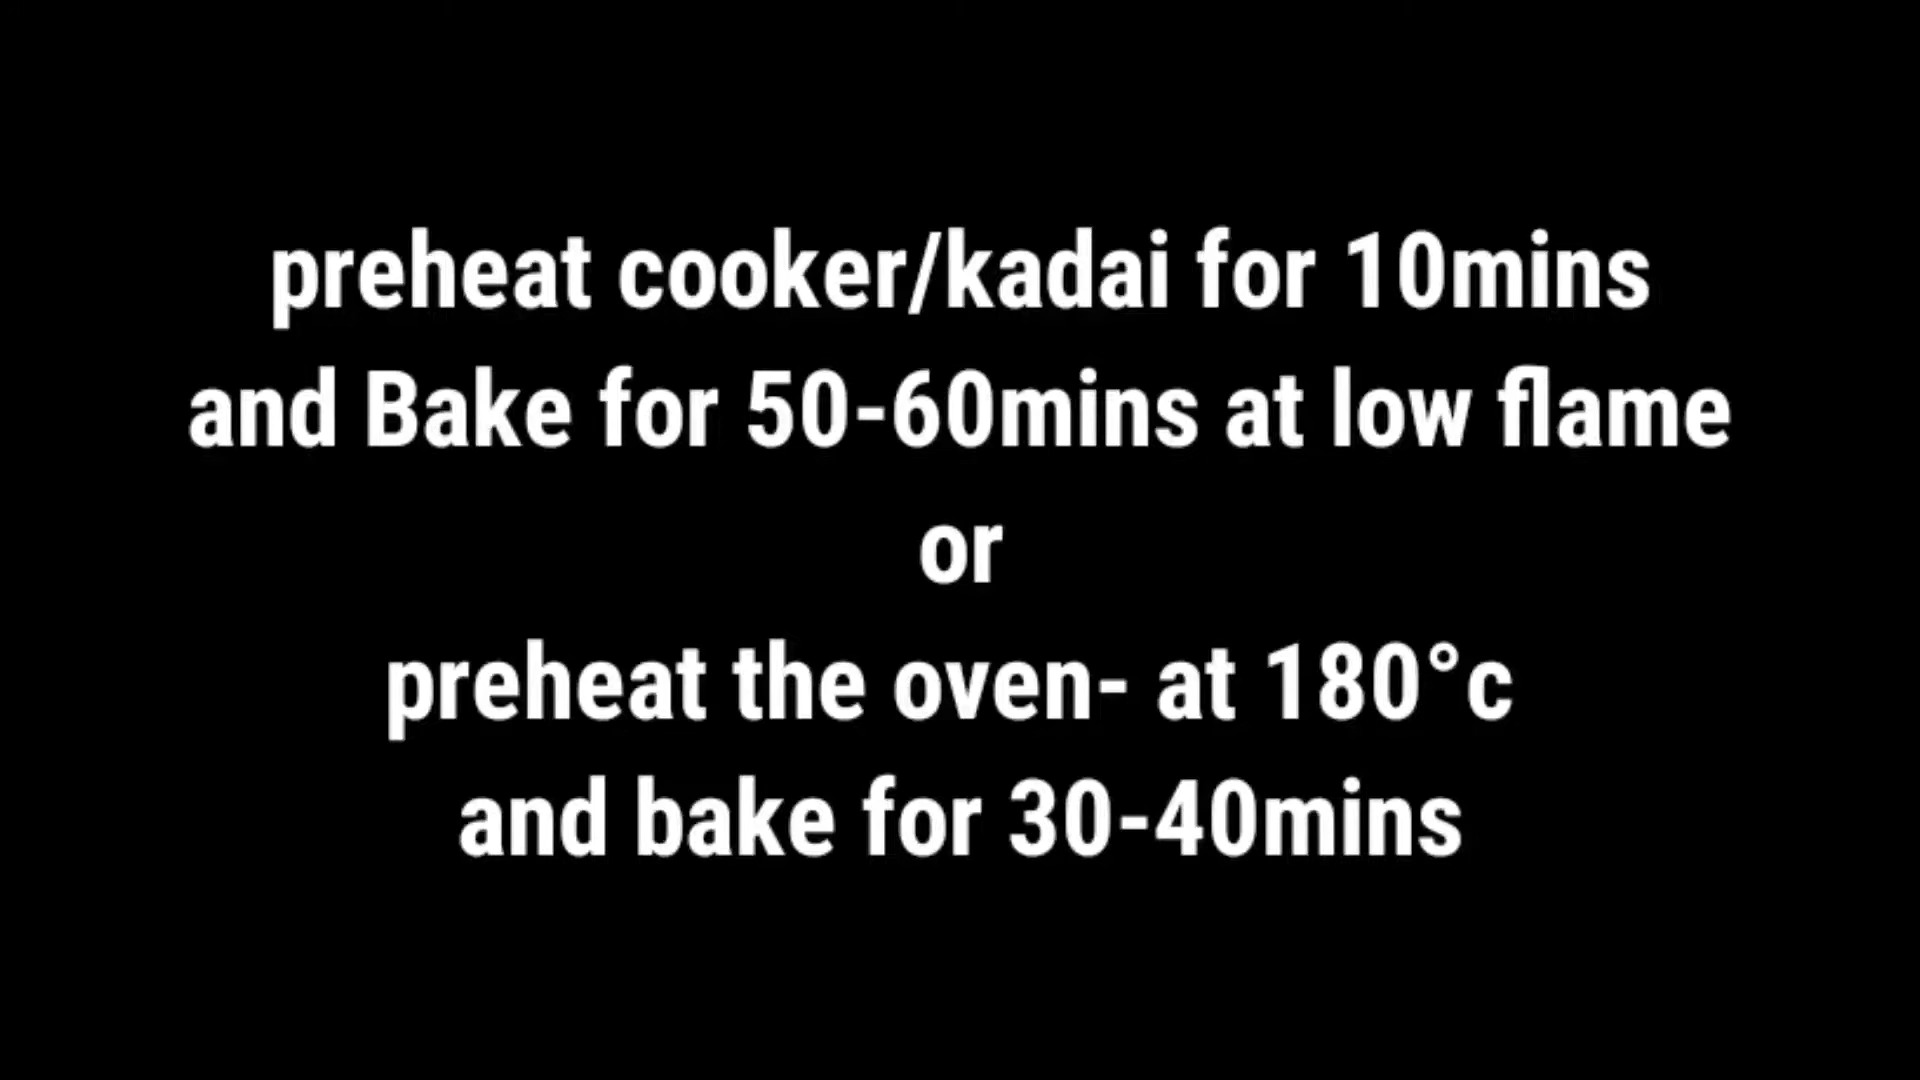 preheat cooker/kadai for 10mins
and Bake for 50-60mins at low flame
or
preheat the oven- at 180°c
and bake for 30-40mins